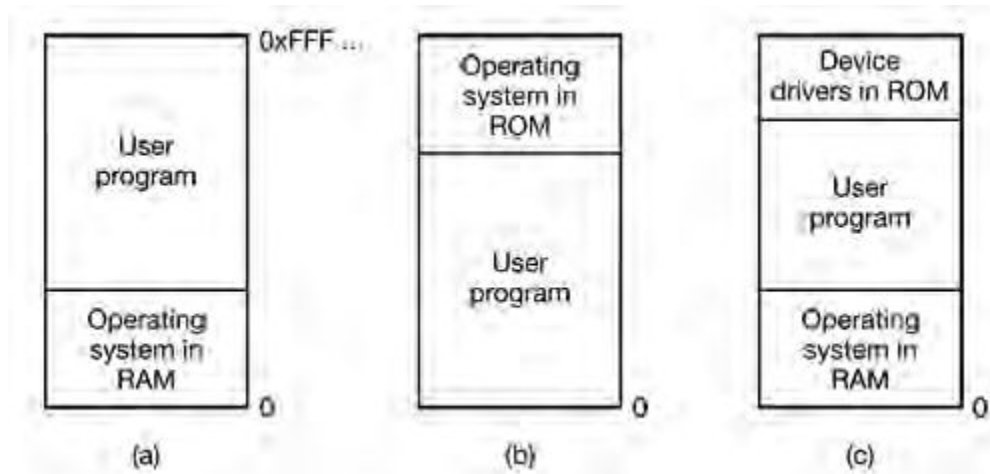 0xFFF ...
User
program
Operating
system in
RAM
0
(a)
Operating
system in
ROM
User
program
0
(b)
Device
drivers in ROM
User
program
Operating
system in
RAM
0
(c)